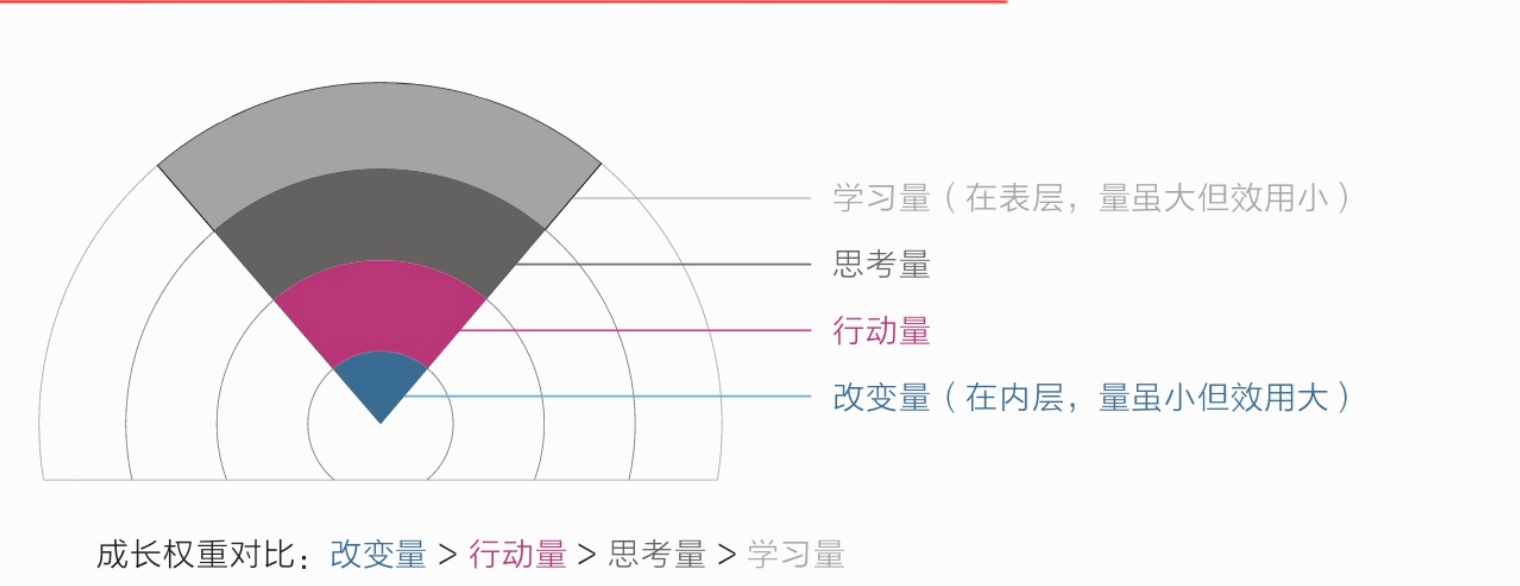 学习量（在表层，量虽大但效用小）
思考量
行动量
改变量（在内层，量虽小但效用大）
成长权重对比：改变量 > 行动量 > 思考量 > 学习量